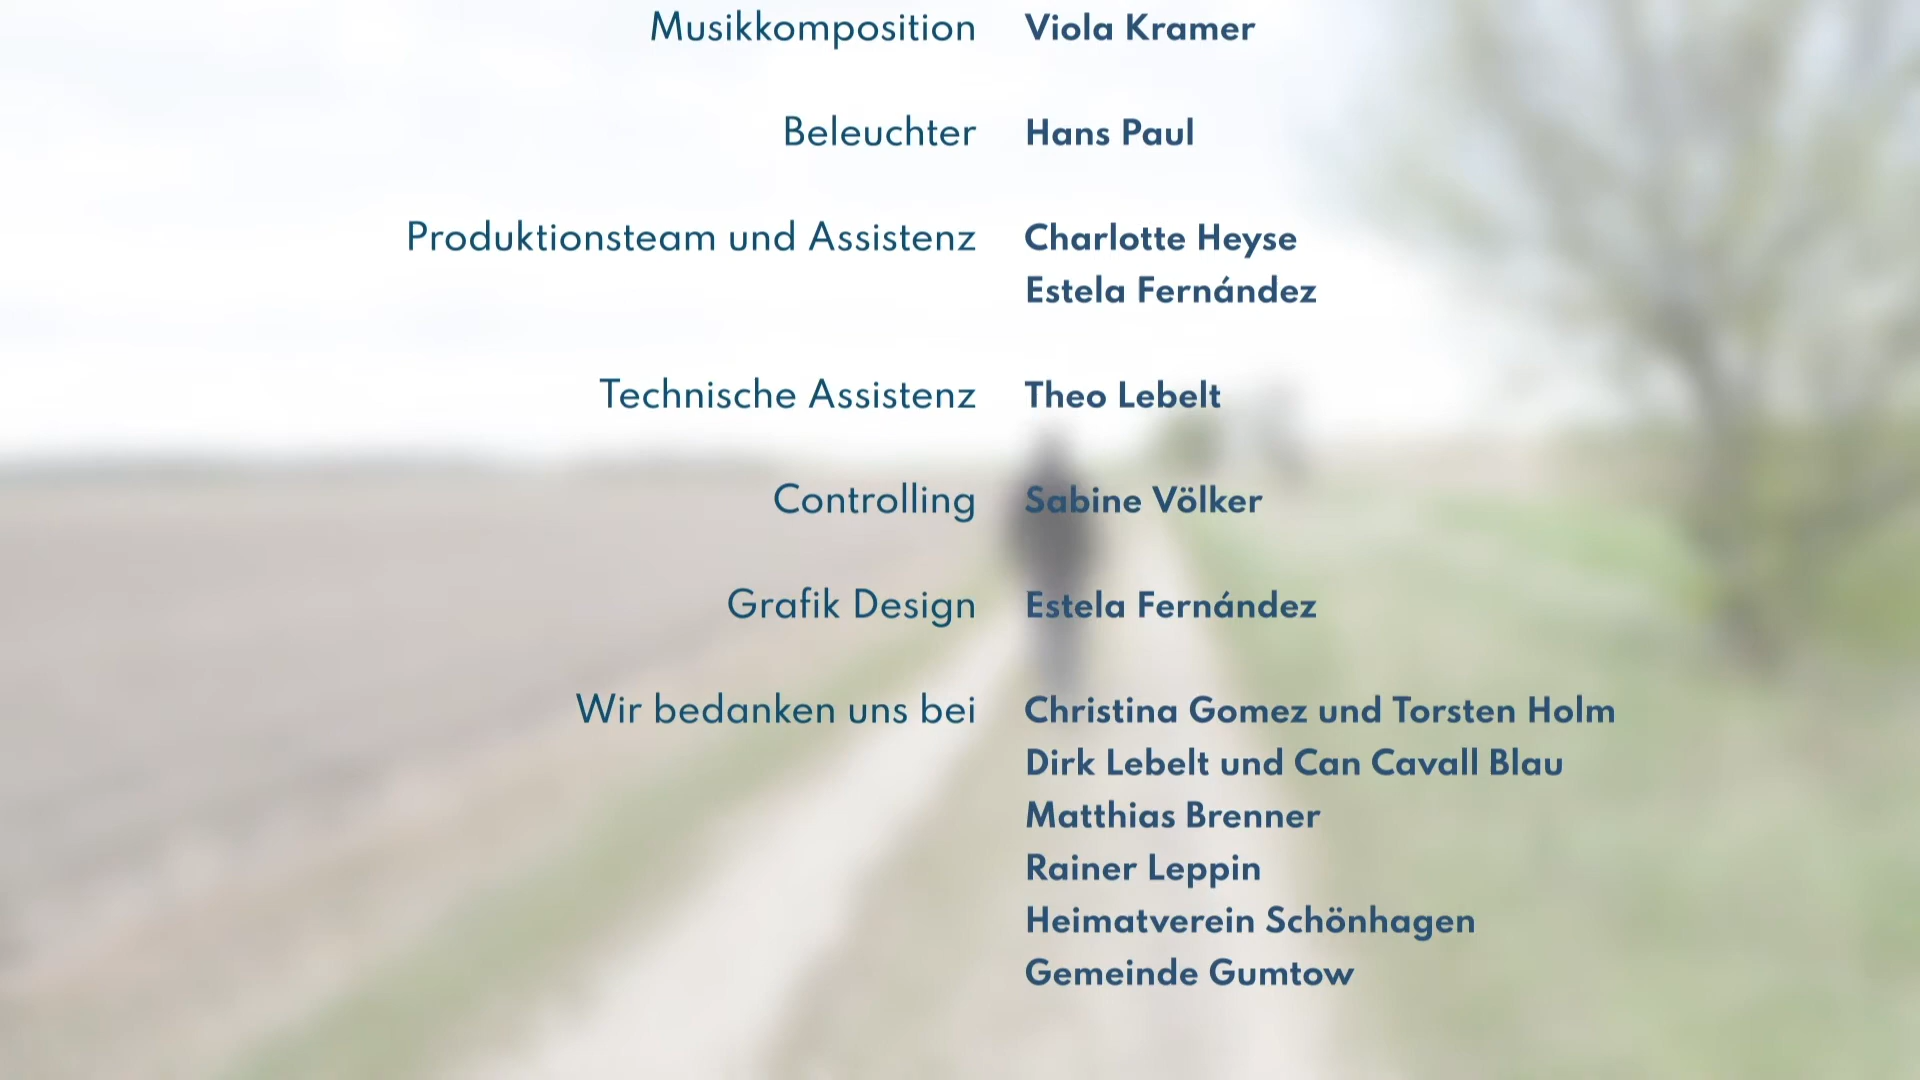 Musikkomposition Viola Kramer
Beleuchter Hans Paul
Produktionsteam und Assistenz Charlotte Heyse
Estela Fernández
Technische Assistenz Theo Lebelt
Controlling Sabine Völker
Grafik Design Estela Fernández
Wir bedanken uns bei Christina Gomez und Torsten Holm
Dirk Lebelt und Can Cavall Blau
Matthias Brenner
Rainer Leppin
Heimatverein Schönhagen
Gemeinde Gumtow